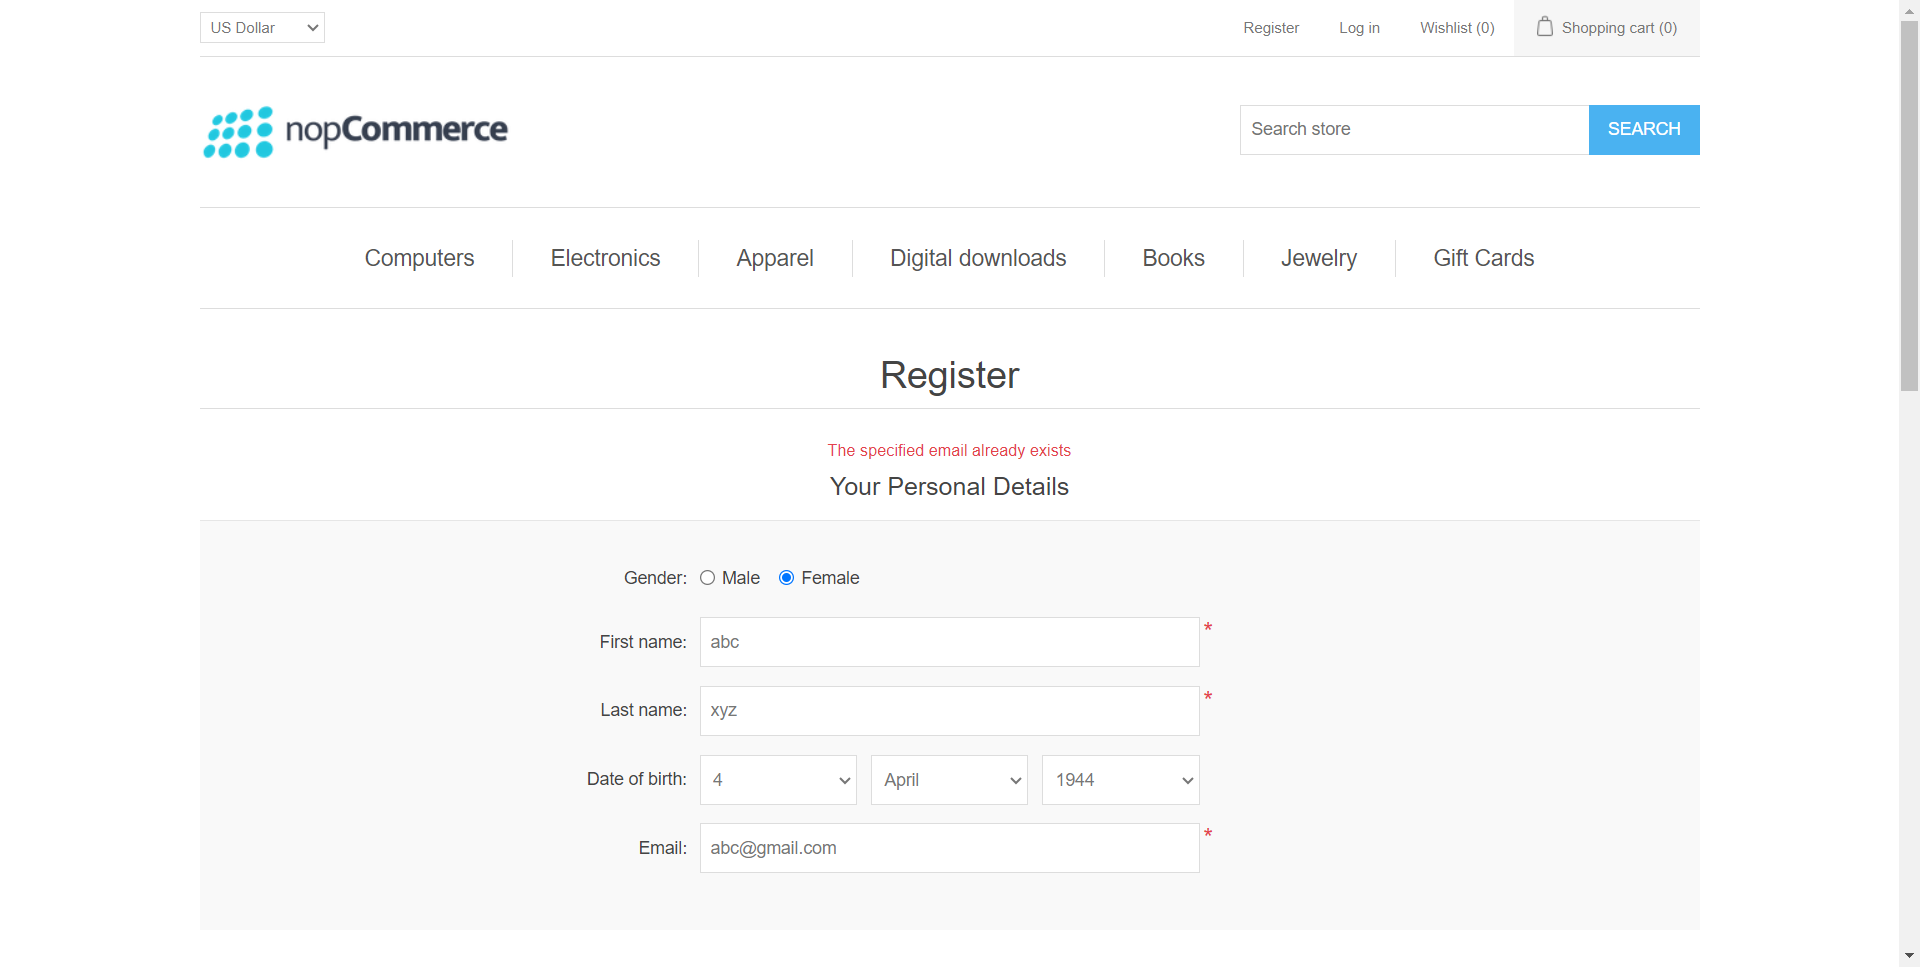 US Dollar Register Log in Wishlist (0) Shopping cart (0)
nopCommerce Search store SEARCH
Computers Electronics Apparel Digital downloads Books Jewelry Gift Cards
Register
The specified email already exists
Your Personal Details
Gender: Male Female
First name: abc *
Last name: xyz *
Date of birth: 4 April 1944
Email: abc@gmail.com *